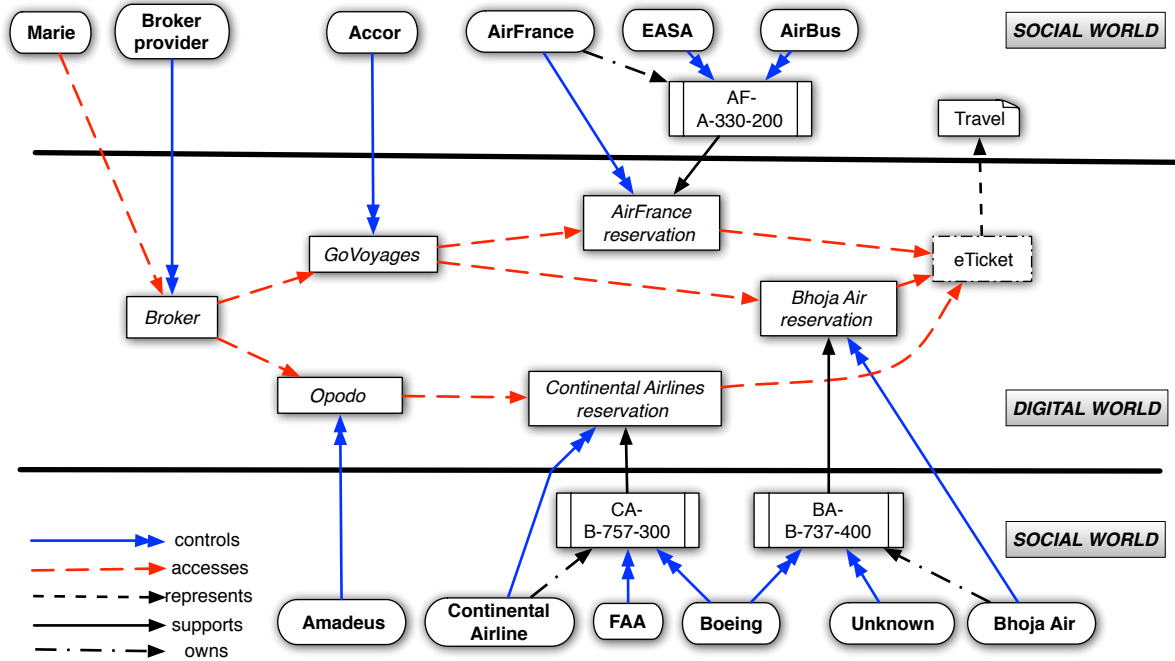 Marie
Broker
provider
Accor
AirFrance
EASA
AirBus
SOCIAL WORLD
AF-
A-330-200
Travel
AirFrance
reservation
GoVoyages
eTicket
Broker
Bhoja Air
reservation
Opodo
Continental Airlines
reservation
DIGITAL WORLD
CA-
B-757-300
BA-
B-737-400
SOCIAL WORLD
controls
accesses
represents
supports
owns
Amadeus
Continental
Airline
FAA
Boeing
Unknown
Bhoja Air